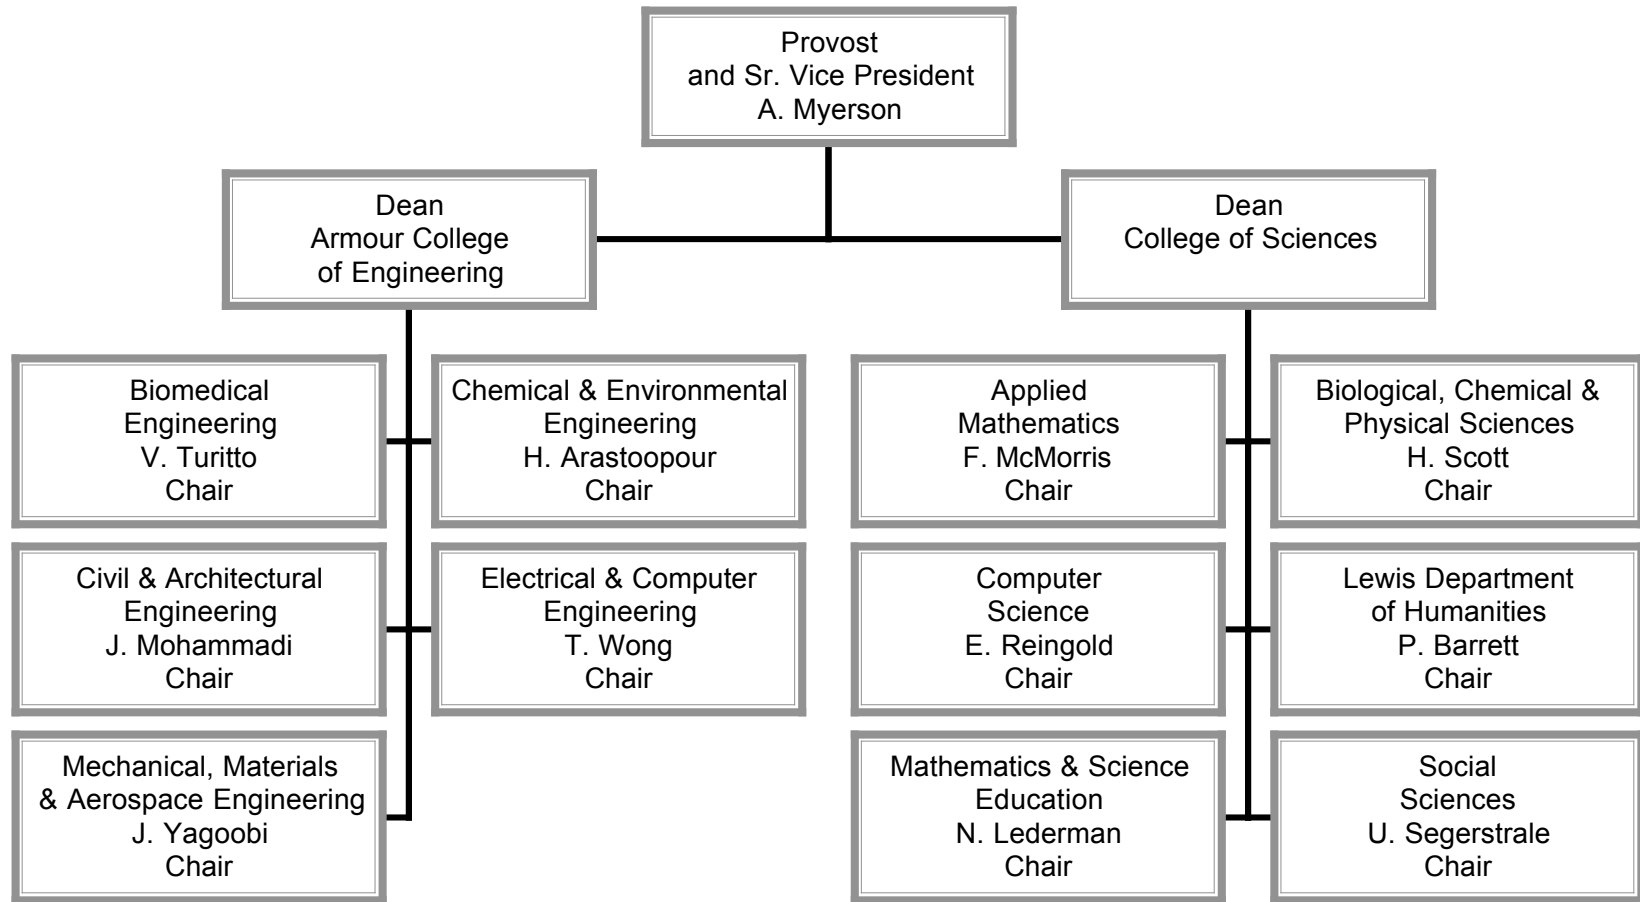 Provost
and Sr. Vice President
A. Myerson
Dean
Armour College
of Engineering
Dean
College of Sciences
Biomedical
Engineering
V. Turitto
Chair
Chemical & Environmental
Engineering
H. Arastoopour
Chair
Applied
Mathematics
F. McMorris
Chair
Biological, Chemical &
Physical Sciences
H. Scott
Chair
Civil & Architectural
Engineering
J. Mohammadi
Chair
Electrical & Computer
Engineering
T. Wong
Chair
Computer
Science
E. Reingold
Chair
Lewis Department
of Humanities
P. Barrett
Chair
Mechanical, Materials
& Aerospace Engineering
J. Yagoobi
Chair
Mathematics & Science
Education
N. Lederman
Chair
Social
Sciences
U. Segerstrale
Chair